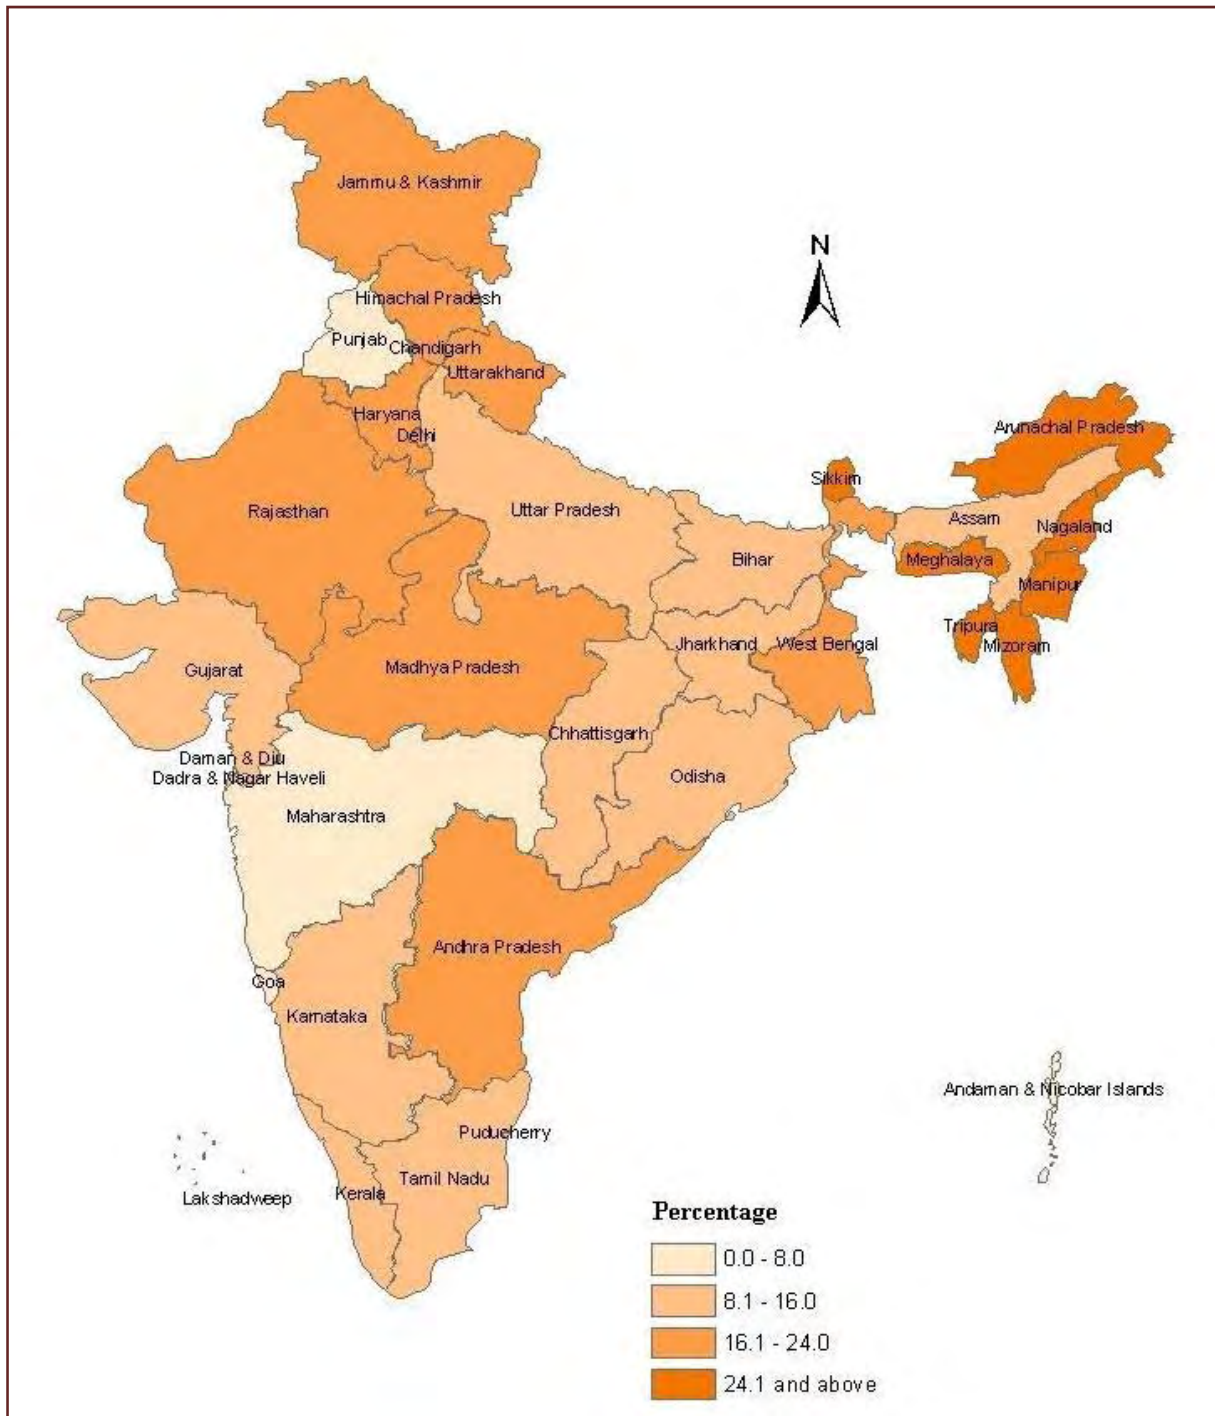 Jammu & Kashmir
N
Himachal Pradesh
Punjab
Chandigarh
Uttarakhand
Haryana
Delhi
Arunachal Pradesh
Sikkim
Rajasthan
Uttar Pradesh
Assam
Nagaland
Bihar
Meghalaya
Manipur
Tripura
Mizoram
Jharkhand
West Bengal
Gujarat
Madhya Pradesh
Chhattisgarh
Daman & Diu
Dadra & Nagar Haveli
Odisha
Maharashtra
Andhra Pradesh
Goa
Karnataka
Andaman & Nicobar Islands
Puducherry
Tamil Nadu
Kerala
Lakshadweep
Percentage
0.0 - 8.0
8.1 - 16.0
16.1 - 24.0
24.1 and above